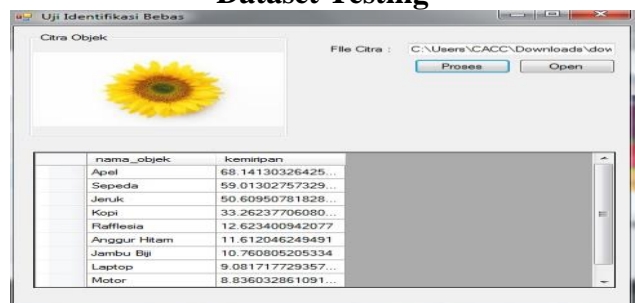 Dataset Testing
Uji Identifikasi Bebas
Citra Objek
File Citra :
C:\Users\CACC\Downloads\dow
Proses
Open
nama_objek kemiripan
Apel 68.14130326425...
Sepeda 59.01302757329...
Jeruk 50.60950781828...
Kopi 33.26237706080...
Rafflesia 12.623400942077
Anggur Hitam 11.612046249491
Jambu Biji 10.760805205334
Laptop 9.081717729357...
Motor 8.836032861091...